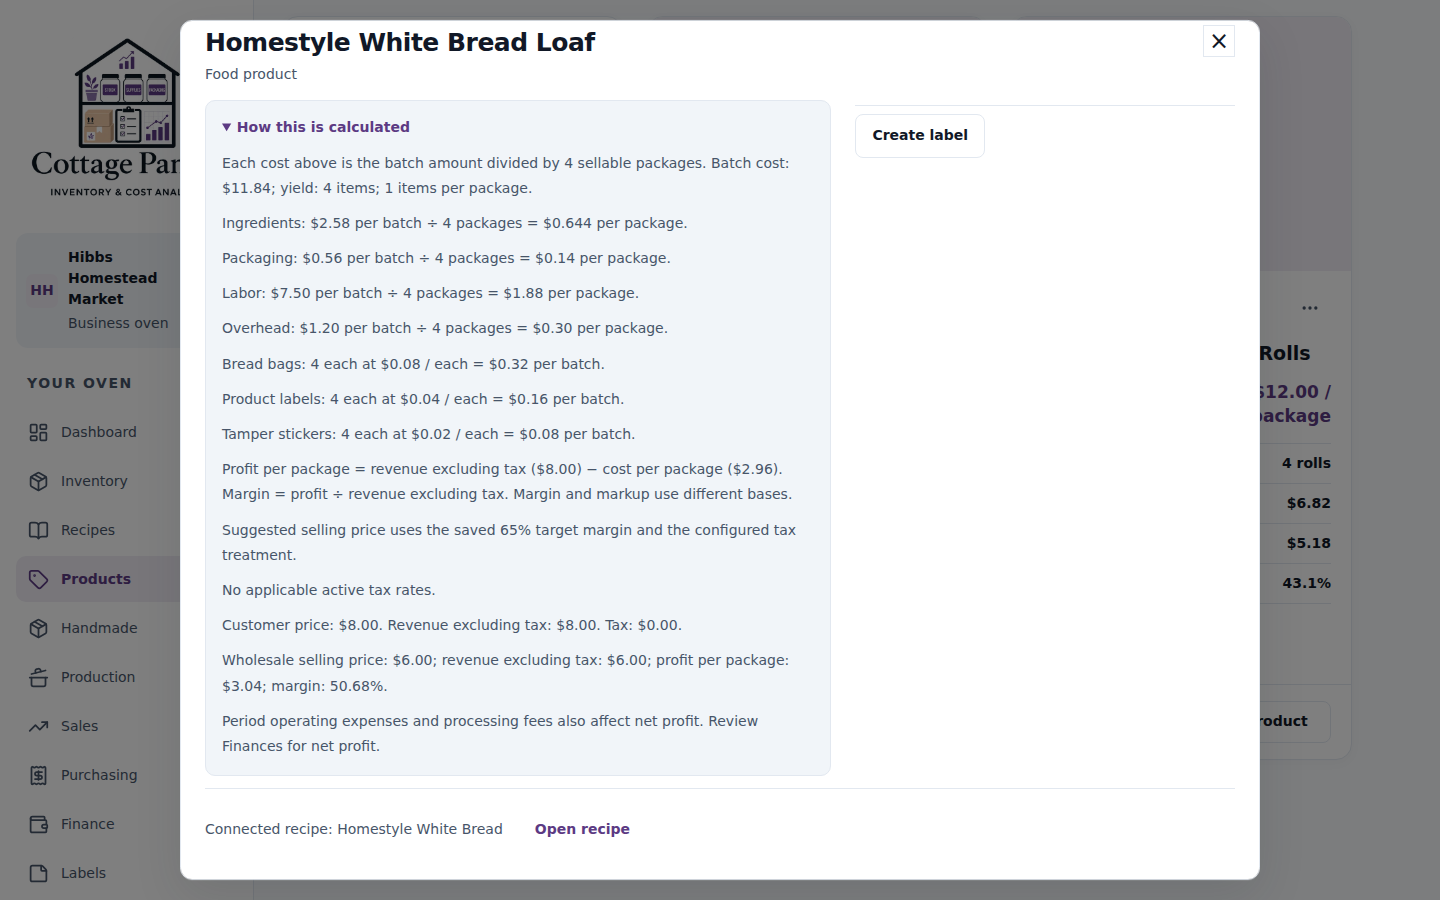 Homestyle White Bread Loaf
×
Food product
▼ How this is calculated
Each cost above is the batch amount divided by 4 sellable packages. Batch cost:
$11.84; yield: 4 items; 1 items per package.
Ingredients: $2.58 per batch ÷ 4 packages = $0.644 per package.
Packaging: $0.56 per batch ÷ 4 packages = $0.14 per package.
Labor: $7.50 per batch ÷ 4 packages = $1.88 per package.
Overhead: $1.20 per batch ÷ 4 packages = $0.30 per package.
Bread bags: 4 each at $0.08 / each = $0.32 per batch.
Product labels: 4 each at $0.04 / each = $0.16 per batch.
Tamper stickers: 4 each at $0.02 / each = $0.08 per batch.
Profit per package = revenue excluding tax ($8.00) − cost per package ($2.96).
Margin = profit ÷ revenue excluding tax. Margin and markup use different bases.
Suggested selling price uses the saved 65% target margin and the configured tax
treatment.
No applicable active tax rates.
Customer price: $8.00. Revenue excluding tax: $8.00. Tax: $0.00.
Wholesale selling price: $6.00; revenue excluding tax: $6.00; profit per package:
$3.04; margin: 50.68%.
Period operating expenses and processing fees also affect net profit. Review
Finances for net profit.
Create label
Connected recipe: Homestyle White Bread
Open recipe
Cottage Pan
INVENTORY & COST ANAL
HH
Hibbs
Homestead
Market
Business oven
YOUR OVEN
Dashboard
Inventory
Recipes
Products
Handmade
Production
Sales
Purchasing
Finance
Labels
Rolls
$12.00 /
package
4 rolls
$6.82
$5.18
43.1%
roduct